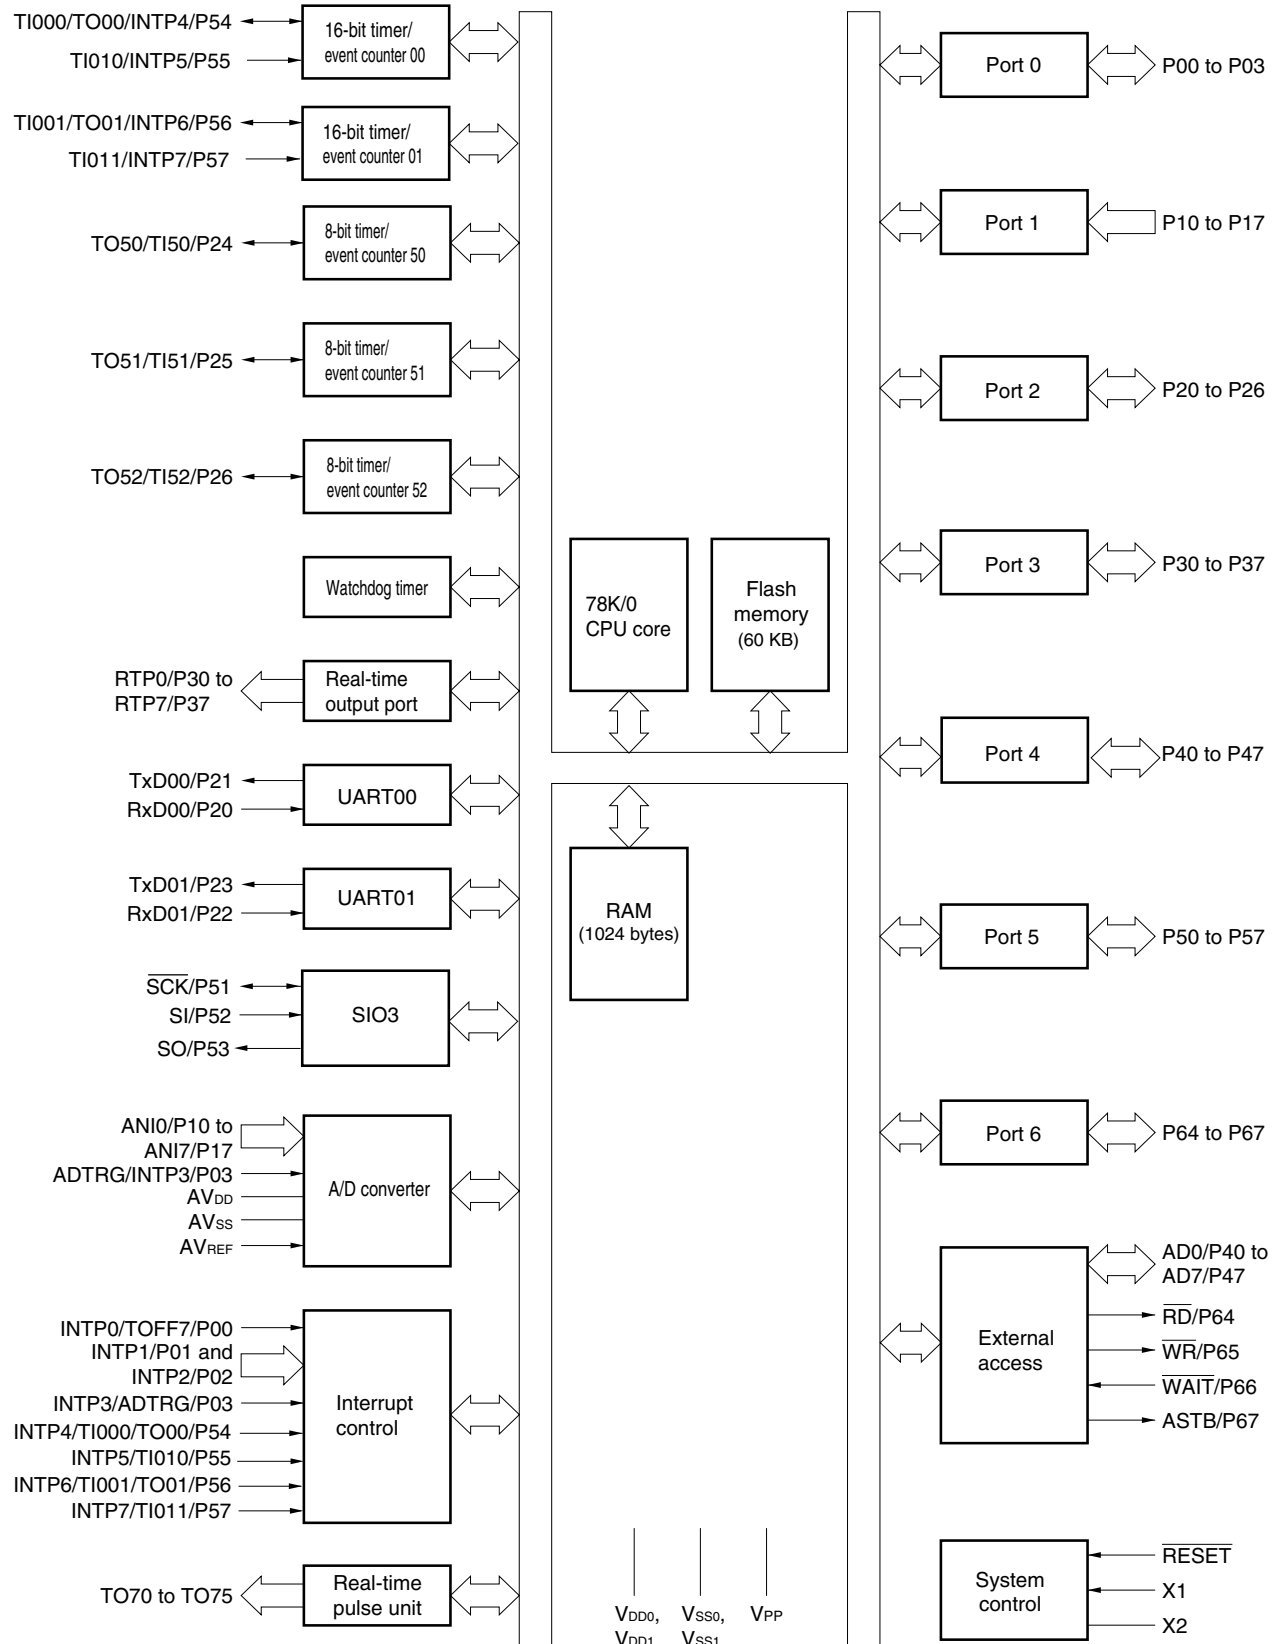 TI000/TO00/INTP4/P54
TI010/INTP5/P55
16-bit timer/
event counter 00
TI001/TO01/INTP6/P56
TI011/INTP7/P57
16-bit timer/
event counter 01
TO50/TI50/P24
8-bit timer/
event counter 50
TO51/TI51/P25
8-bit timer/
event counter 51
TO52/TI52/P26
8-bit timer/
event counter 52
Watchdog timer
RTP0/P30 to
RTP7/P37
Real-time
output port
TxD00/P21
RxD00/P20
UART00
TxD01/P23
RxD01/P22
UART01
SCK/P51
SI/P52
SO/P53
SIO3
ANI0/P10 to
ANI7/P17
ADTRG/INTP3/P03
AVDD
AVSS
AVREF
A/D converter
INTP0/TOFF7/P00
INTP1/P01 and
INTP2/P02
INTP3/ADTRG/P03
INTP4/TI000/TO00/P54
INTP5/TI010/P55
INTP6/TI001/TO01/P56
INTP7/TI011/P57
Interrupt
control
TO70 to TO75
Real-time
pulse unit
78K/0
CPU core
Flash
memory
(60 KB)
RAM
(1024 bytes)
VDD0,
VDD1
VSS0,
VSS1
VPP
Port 0
P00 to P03
Port 1
P10 to P17
Port 2
P20 to P26
Port 3
P30 to P37
Port 4
P40 to P47
Port 5
P50 to P57
Port 6
P64 to P67
External
access
AD0/P40 to
AD7/P47
RD/P64
WR/P65
WAIT/P66
ASTB/P67
System
control
RESET
X1
X2